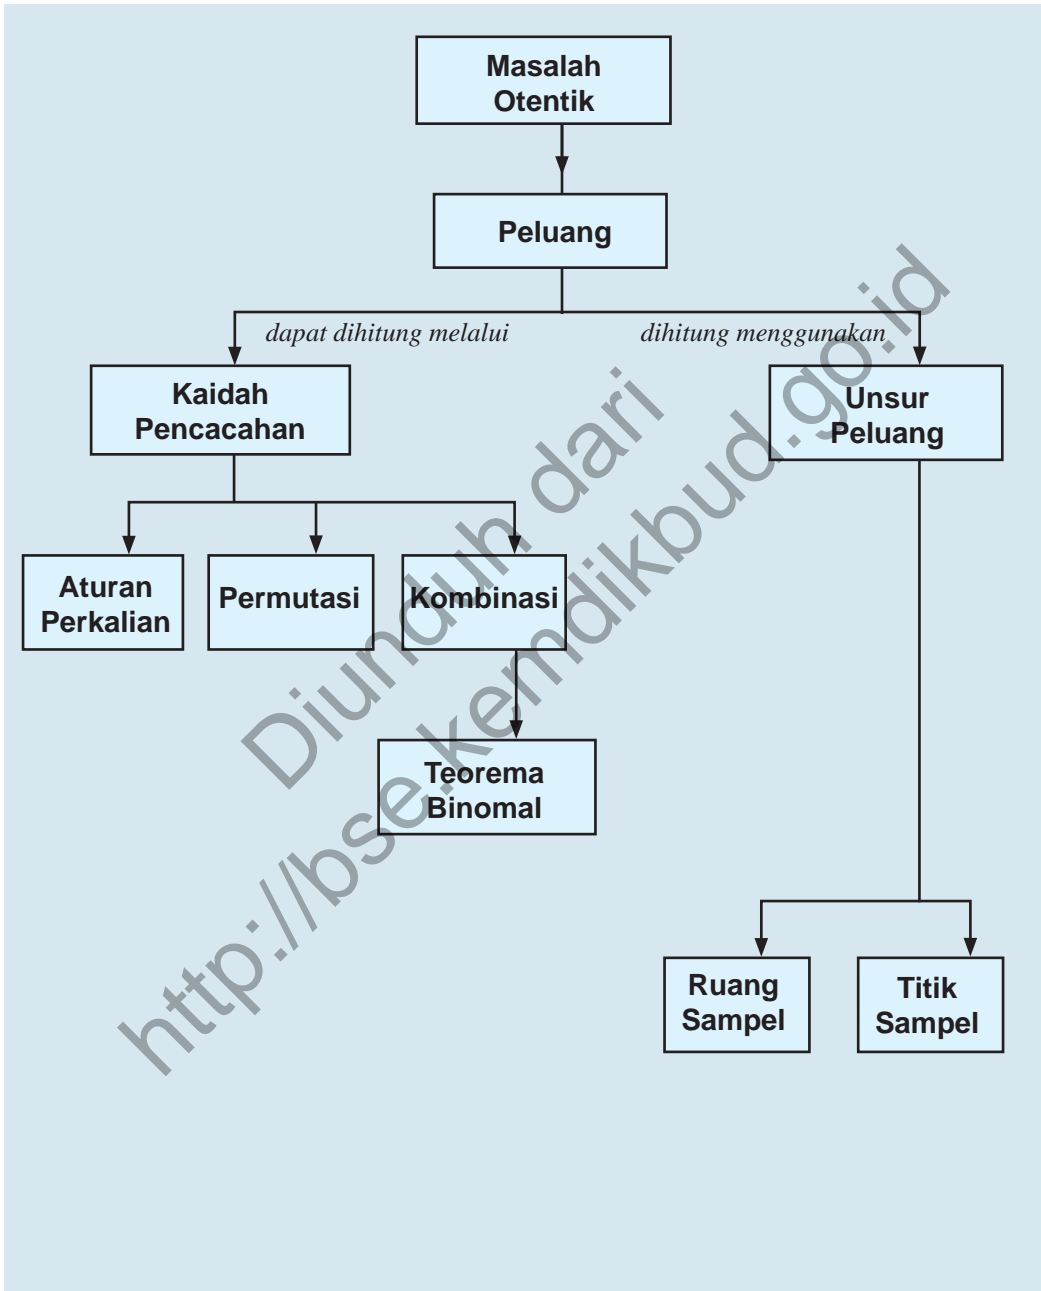 Masalah
Otentik
Peluang
dapat dihitung melalui
dihitung menggunakan
Kaidah
Pencacahan
Unsur
Peluang
Aturan
Perkalian
Permutasi
Kombinasi
Teorema
Binomal
Ruang
Sampel
Titik
Sampel
Diunduh dari
http://bse.kemdikbud.go.id